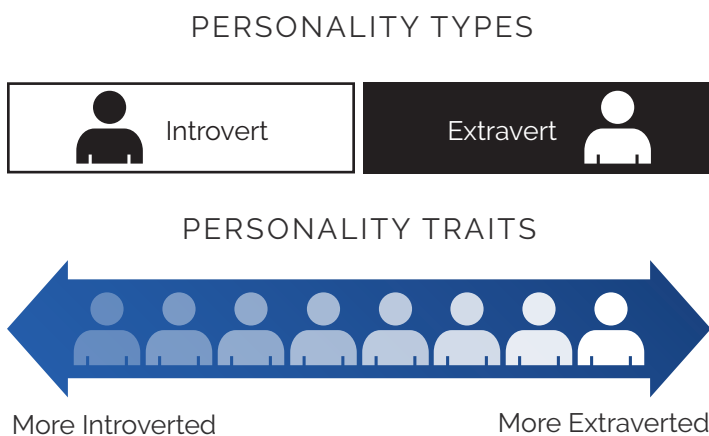 PERSONALITY TYPES
Introvert
Extravert
PERSONALITY TRAITS
More Introverted
More Extraverted